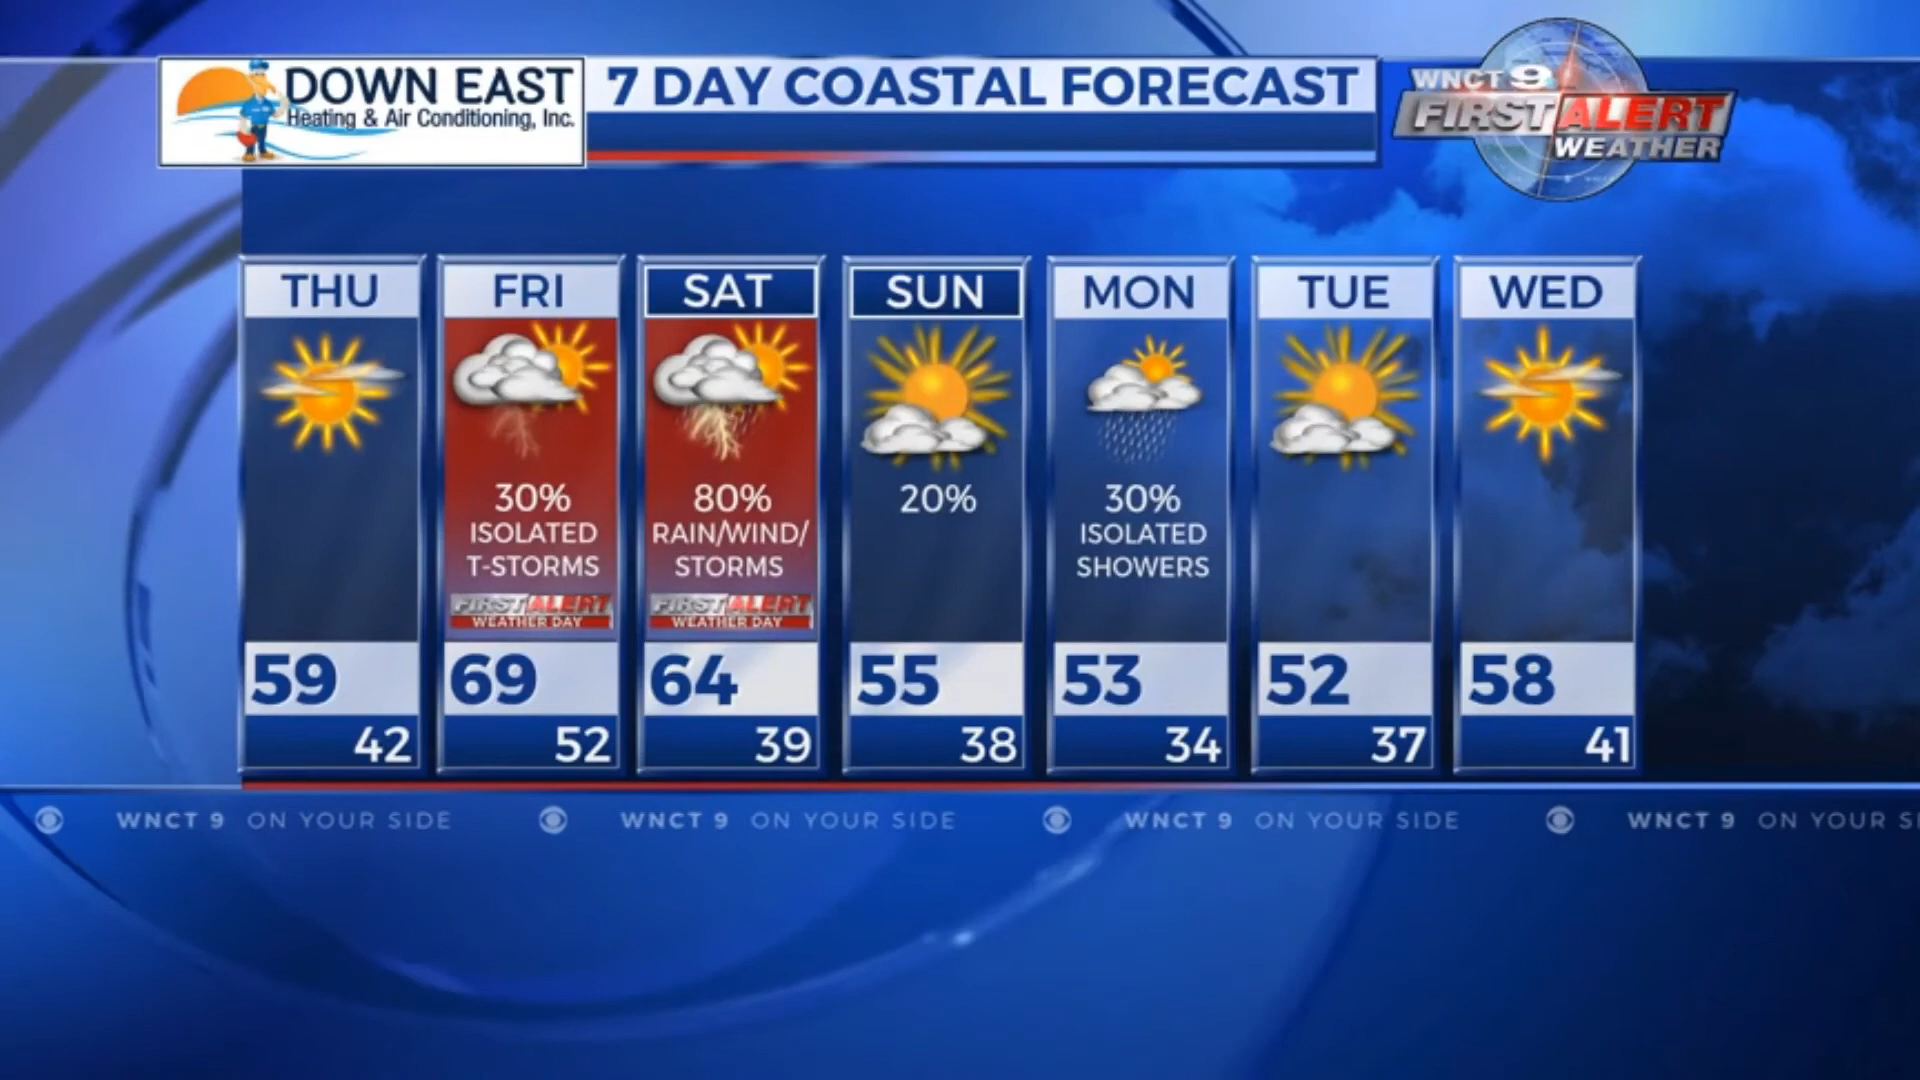 DOWN EAST
Heating & Air Conditioning, Inc.
7 DAY COASTAL FORECAST
WNCT 9
FIRST ALERT
WEATHER
THU
59
42
FRI
30%
ISOLATED
T-STORMS
FIRST ALERT
WEATHER DAY
69
52
SAT
80%
RAIN/WIND/
STORMS
FIRST ALERT
WEATHER DAY
64
39
SUN
20%
55
38
MON
30%
ISOLATED
SHOWERS
53
34
TUE
52
37
WED
58
41
WNCT 9 ON YOUR SIDE WNCT 9 ON YOUR SIDE WNCT 9 ON YOUR SIDE WNCT 9 ON YOUR SI